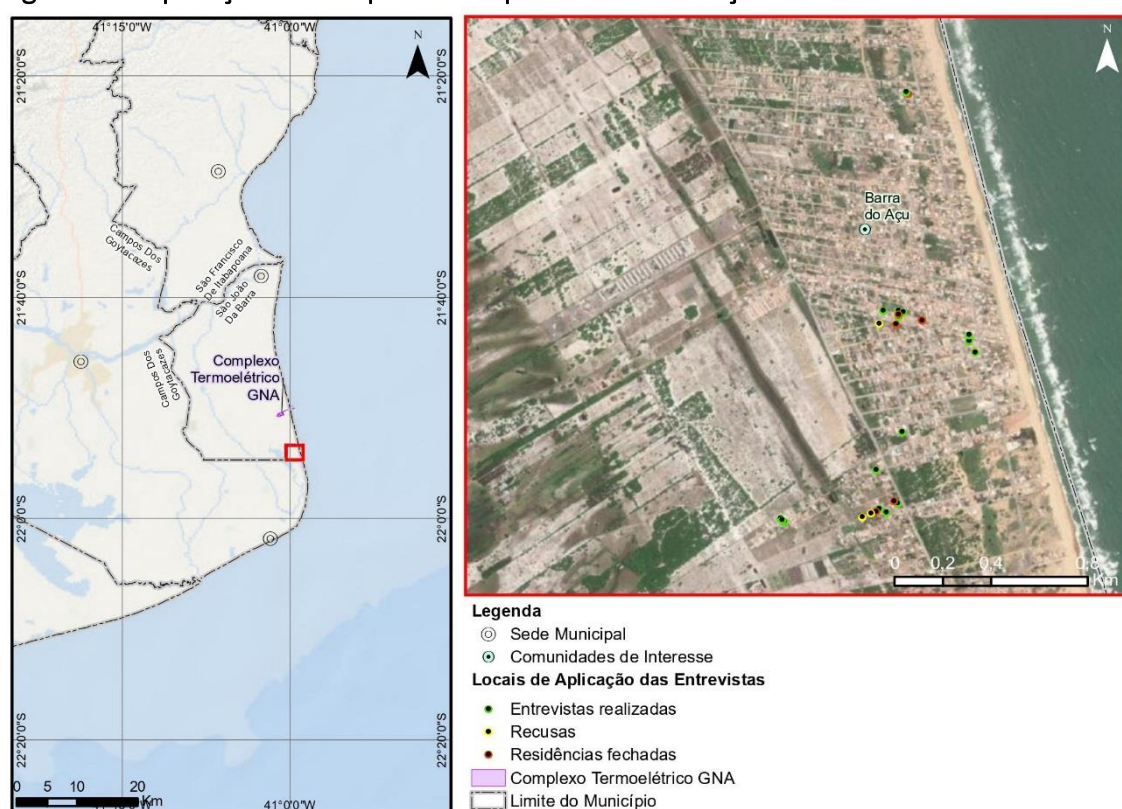 41°15'0"W
41°0'0"W
N
21°20'0"S
21°20'0"S
Campos Dos
Goytacazes
São Francisco
De Itabapoana
São João
Da Barra
21°40'0"S
21°40'0"S
Campos Dos
Goytacazes
Complexo
Termoelétrico
GNA
22°0'0"S
22°0'0"S
22°20'0"S
22°20'0"S
0 5 10 20
Km
41°0'0"W
N
Barra
do Açu
0 0,2 0,4 0,8
Km
Legenda
Sede Municipal
Comunidades de Interesse
Locais de Aplicação das Entrevistas
Entrevistas realizadas
Recusas
Residências fechadas
Complexo Termoelétrico GNA
Limite do Município